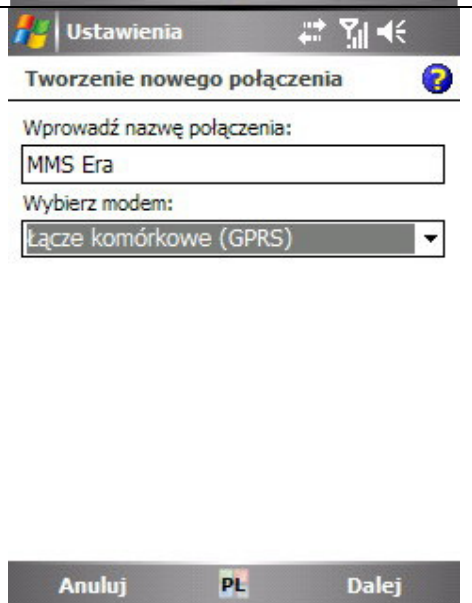 Ustawienia
Tworzenie nowego połączenia
Wprowadź nazwę połączenia:
MMS Era
Wybierz modem:
Łącze komórkowe (GPRS)
Anuluj PL Dalej